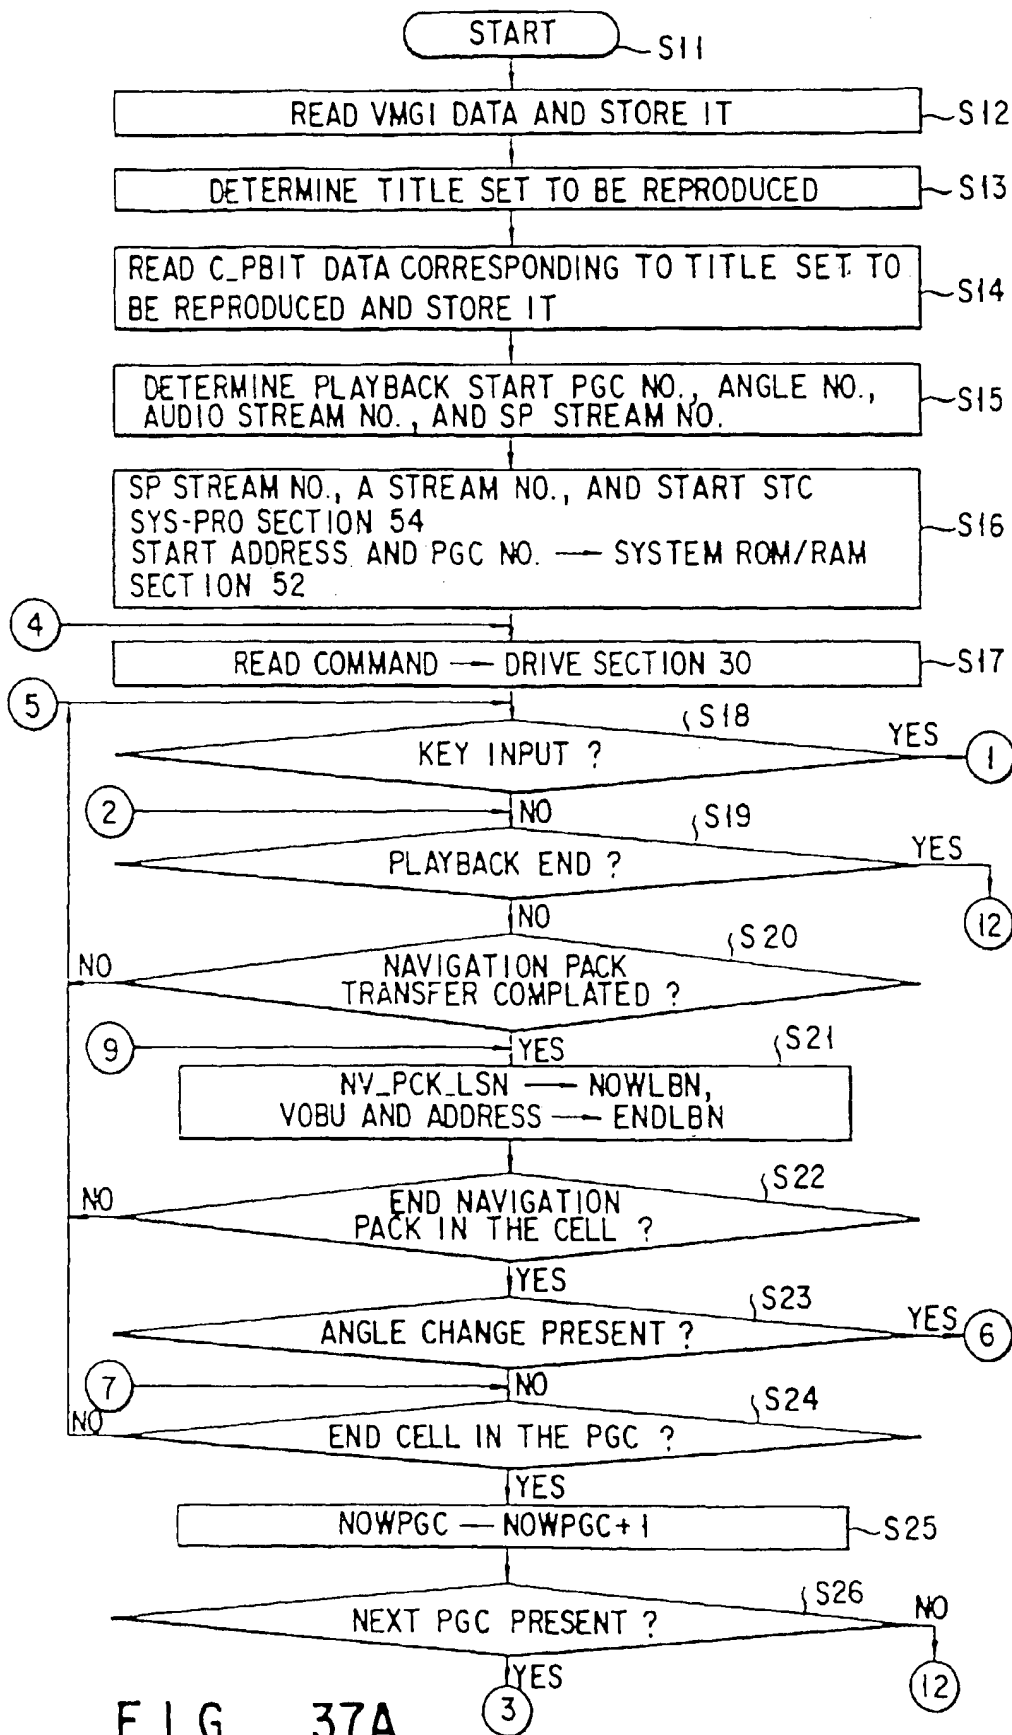 START
S11
READ VMGI DATA AND STORE IT
S12
DETERMINE TITLE SET TO BE REPRODUCED
S13
READ C_PBIT DATA CORRESPONDING TO TITLE SET TO
BE REPRODUCED AND STORE IT
S14
DETERMINE PLAYBACK START PGC NO., ANGLE NO.,
AUDIO STREAM NO., AND SP STREAM NO.
S15
SP STREAM NO., A STREAM NO., AND START STC
SYS-PRO SECTION 54
START ADDRESS AND PGC NO. → SYSTEM ROM/RAM
SECTION 52
S16
4
READ COMMAND → DRIVE SECTION 30
S17
5
S18
KEY INPUT ?
YES
1
2
NO
S19
PLAYBACK END ?
YES
12
NO
S20
NO
NAVIGATION PACK
TRANSFER COMPLATED ?
9
YES
S21
NV_PCK_LSN → NOWLBN,
VOBU AND ADDRESS → ENDLBN
S22
NO
END NAVIGATION
PACK IN THE CELL ?
YES
S23
ANGLE CHANGE PRESENT ?
YES
6
7
NO
S24
NO
END CELL IN THE PGC ?
YES
NOWPGC — NOWPGC+1
S25
S26
NEXT PGC PRESENT ?
NO
12
YES
3
FIG. 37A